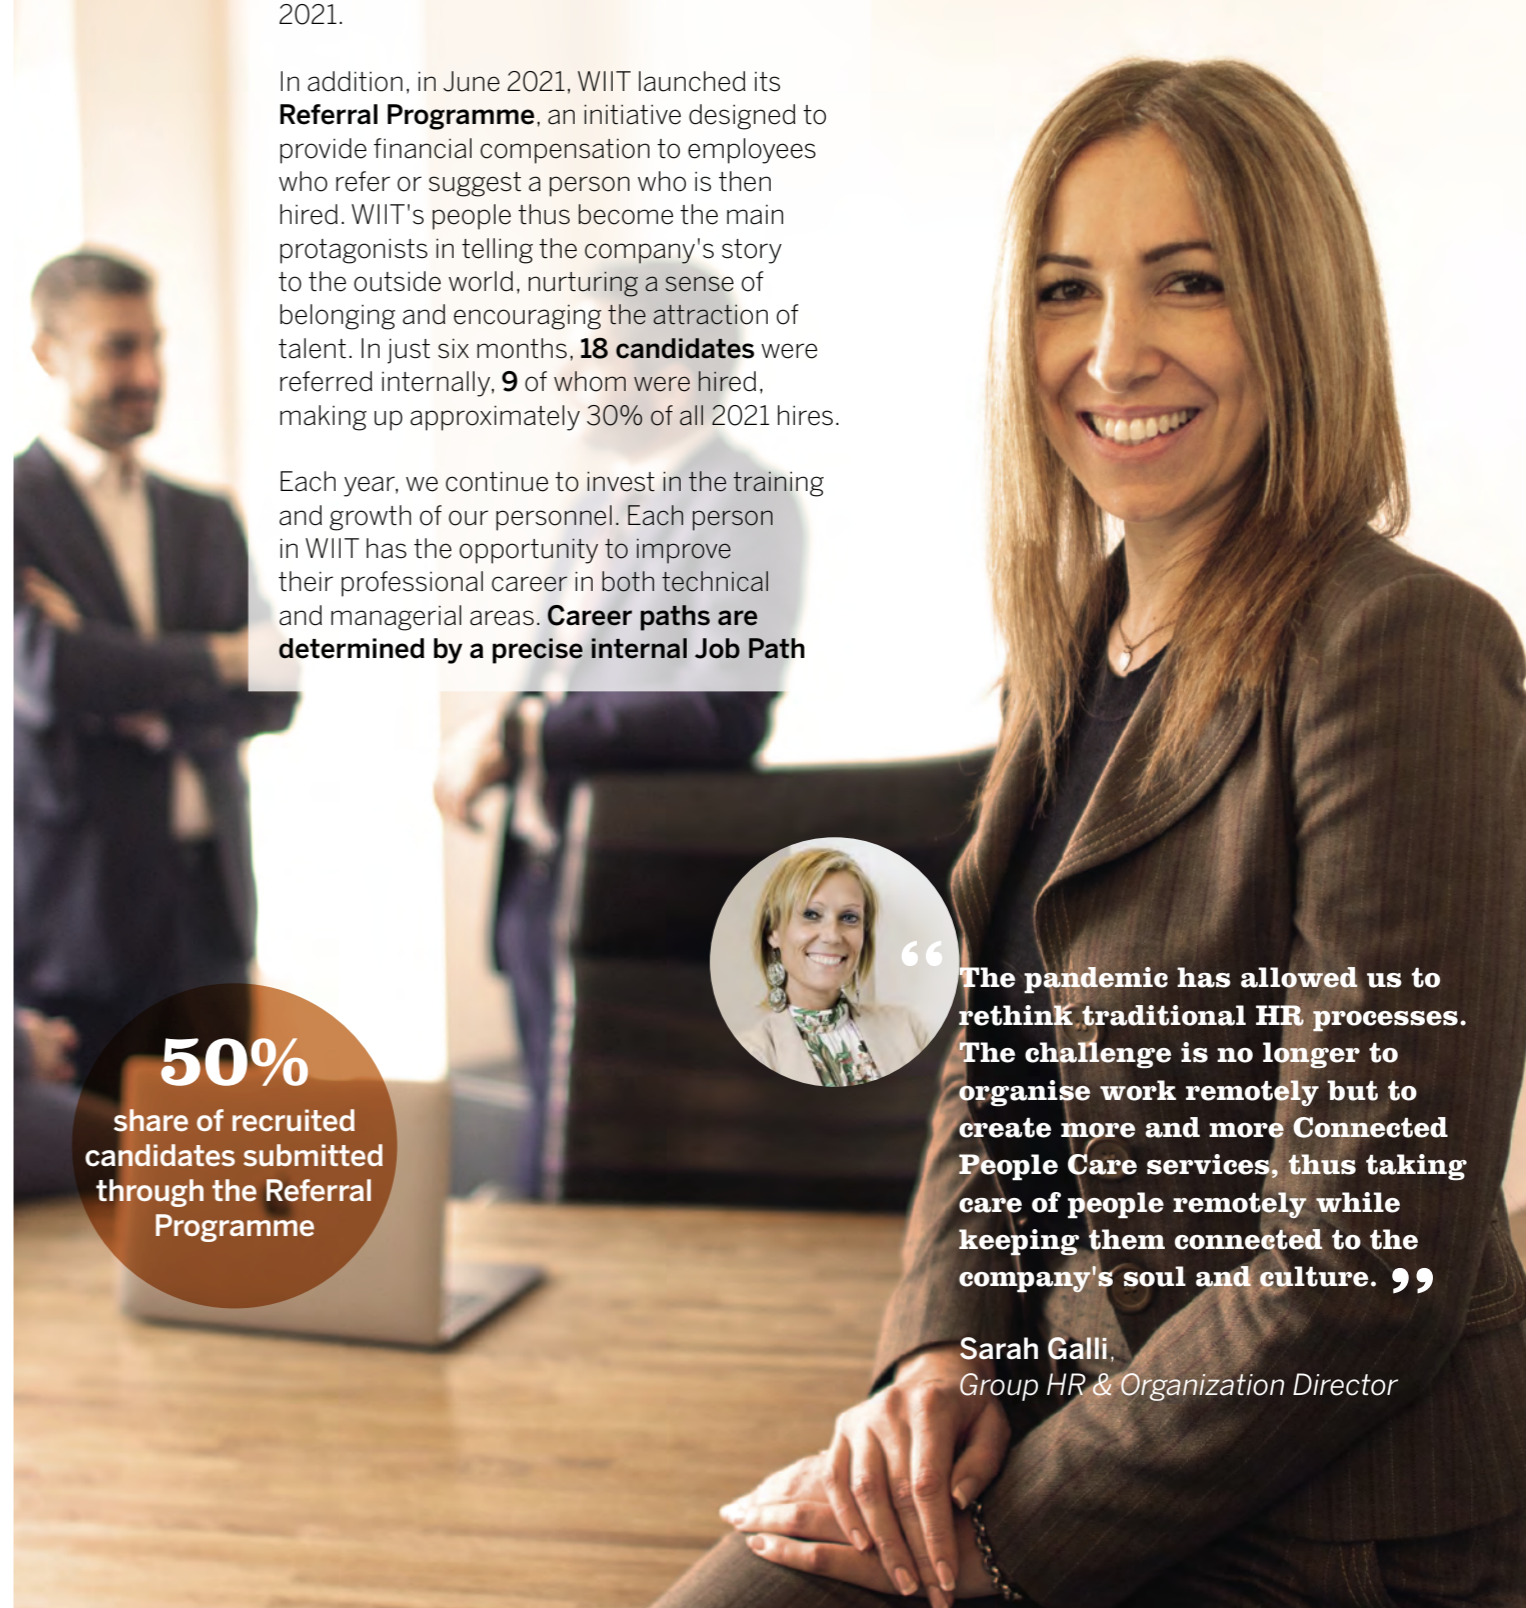 2021.
In addition, in June 2021, WIIT launched its
Referral Programme, an initiative designed to
provide financial compensation to employees
who refer or suggest a person who is then
hired. WIIT's people thus become the main
protagonists in telling the company's story
to the outside world, nurturing a sense of
belonging and encouraging the attraction of
talent. In just six months, 18 candidates were
referred internally, 9 of whom were hired,
making up approximately 30% of all 2021 hires.
Each year, we continue to invest in the training
and growth of our personnel. Each person
in WIIT has the opportunity to improve
their professional career in both technical
and managerial areas. Career paths are
determined by a precise internal Job Path
50%
share of recruited
candidates submitted
through the Referral
Programme
“The pandemic has allowed us to
rethink traditional HR processes.
The challenge is no longer to
organise work remotely but to
create more and more Connected
People Care services, thus taking
care of people remotely while
keeping them connected to the
company's soul and culture. ”
Sarah Galli,
Group HR & Organization Director